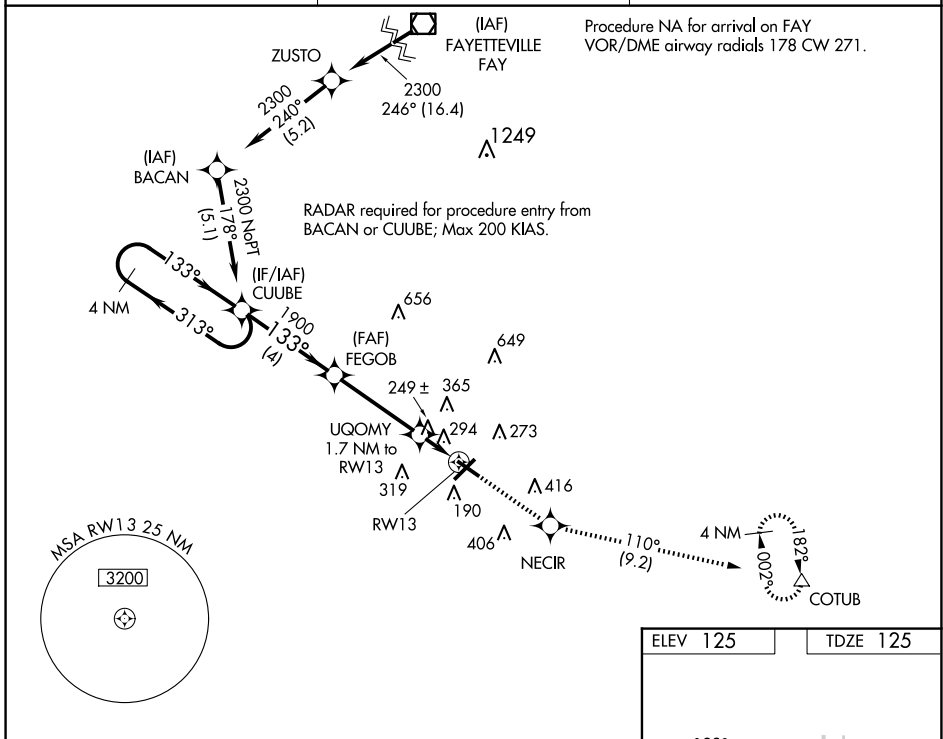 (IAF)
FAYETTEVILLE
FAY
Procedure NA for arrival on FAY
VOR/DME airway radials 178 CW 271.
ZUSTO
2300
246° (16.4)
2300
240°
(5.2)
1249
(IAF)
BACAN
2300 NoPT
178°
(5.1)
RADAR required for procedure entry from
BACAN or CUUBE; Max 200 KIAS.
133°
313°
4 NM
(IF/IAF)
CUUBE
1900
133°
(4)
656
(FAF)
FEGOB
649
249 ±
365
294
273
UQOMY
1.7 NM to
RW13
319
190
416
RW13
406
NECIR
110°
(9.2)
4 NM
182°
002°
COTUB
MSA RW13 25 NM
3200
ELEV 125
TDZE 125